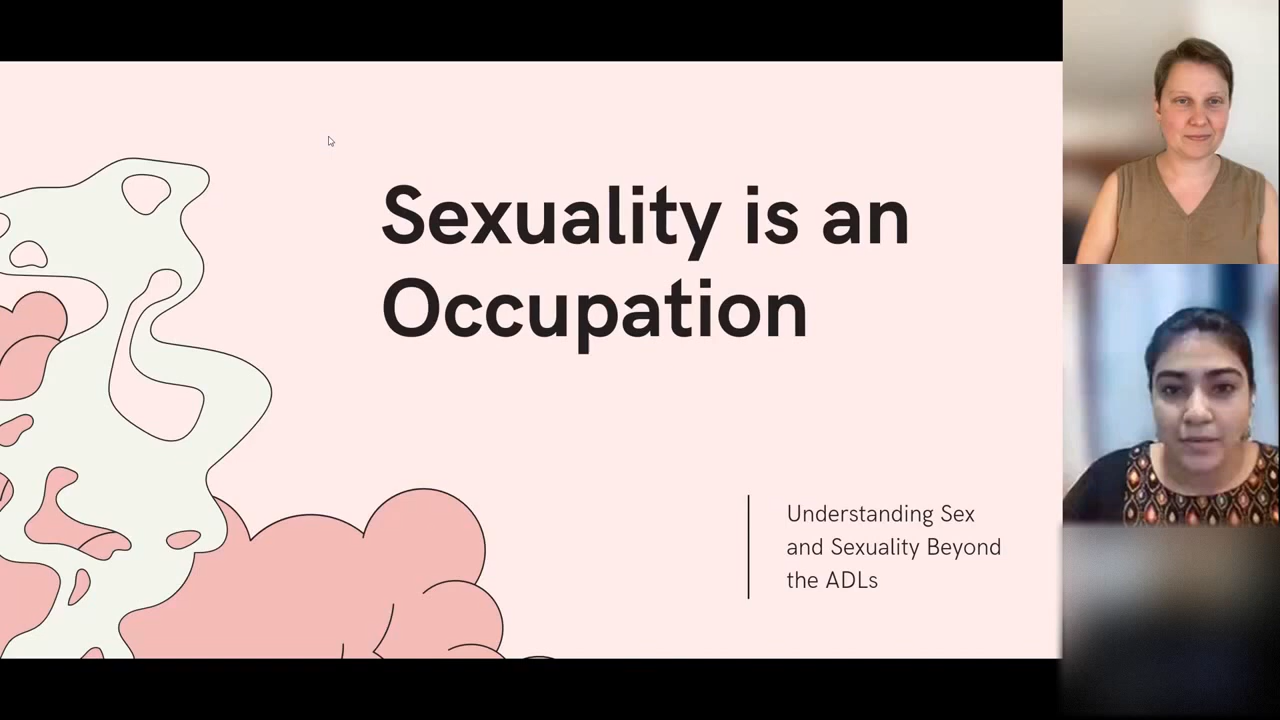 Sexuality is an
Occupation
Understanding Sex
and Sexuality Beyond
the ADLs